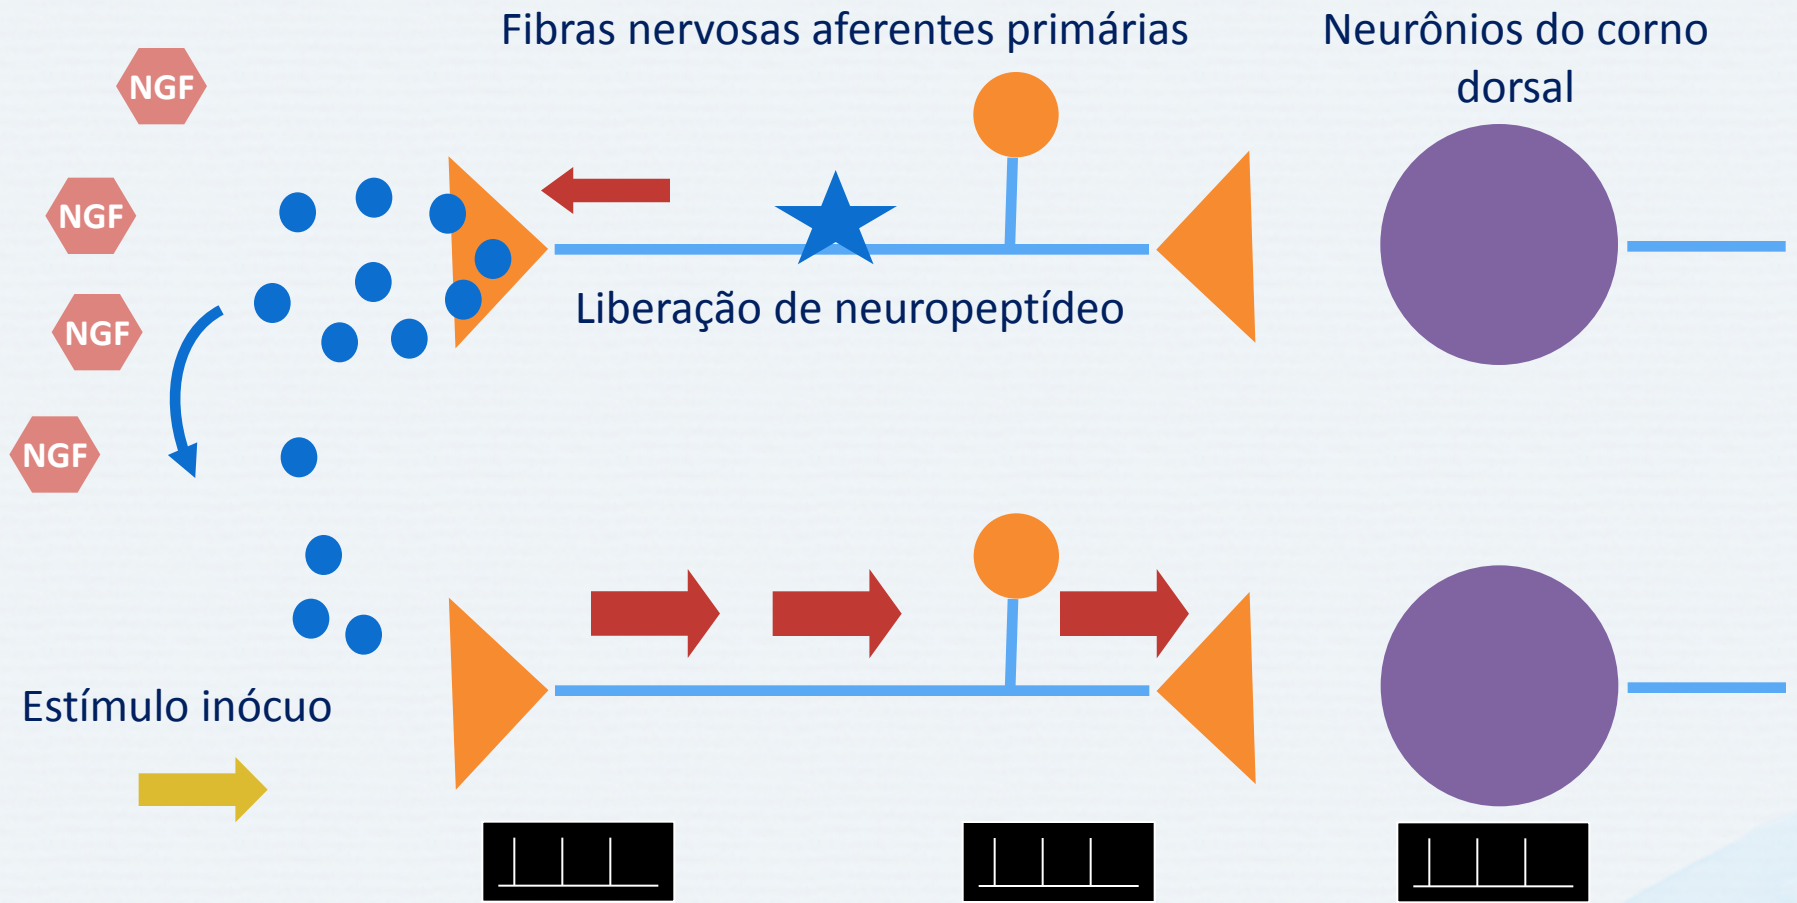 Fibras nervosas aferentes primárias
Neurônios do corno
dorsal
NGF
NGF
NGF
NGF
Liberação de neuropeptídeo
Estímulo inócuo